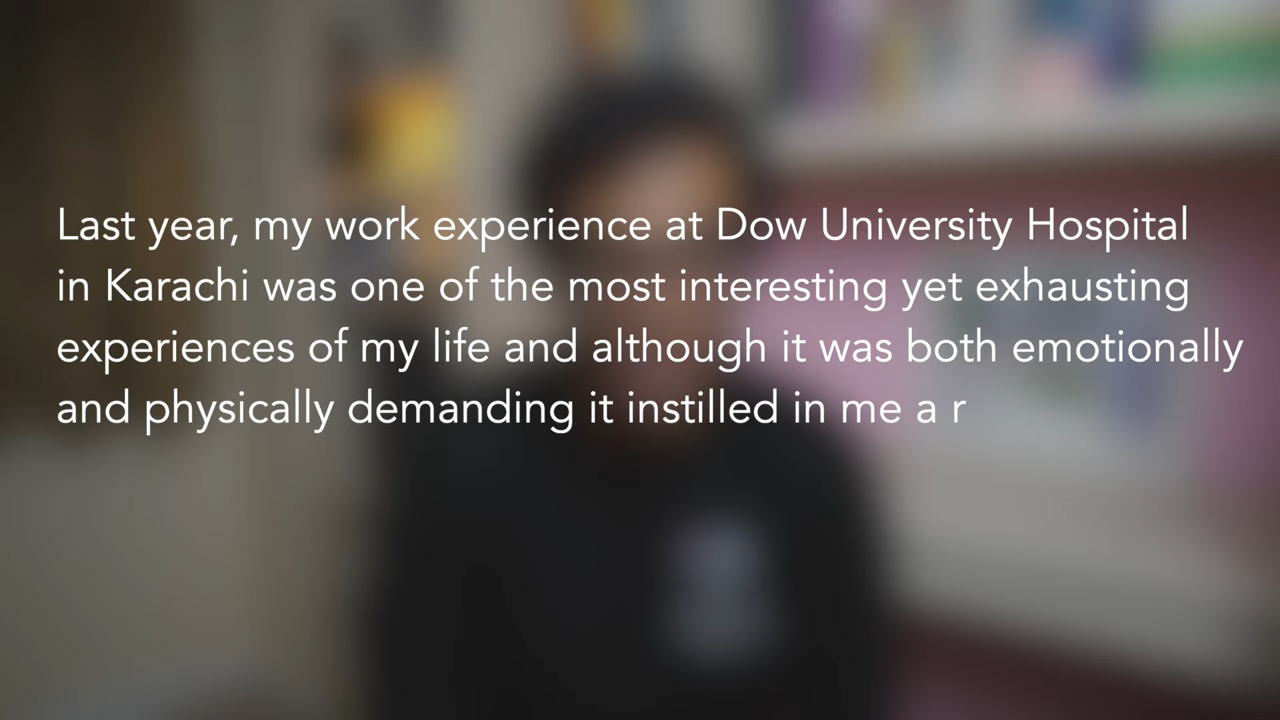 Last year, my work experience at Dow University Hospital
in Karachi was one of the most interesting yet exhausting
experiences of my life and although it was both emotionally
and physically demanding it instilled in me a r